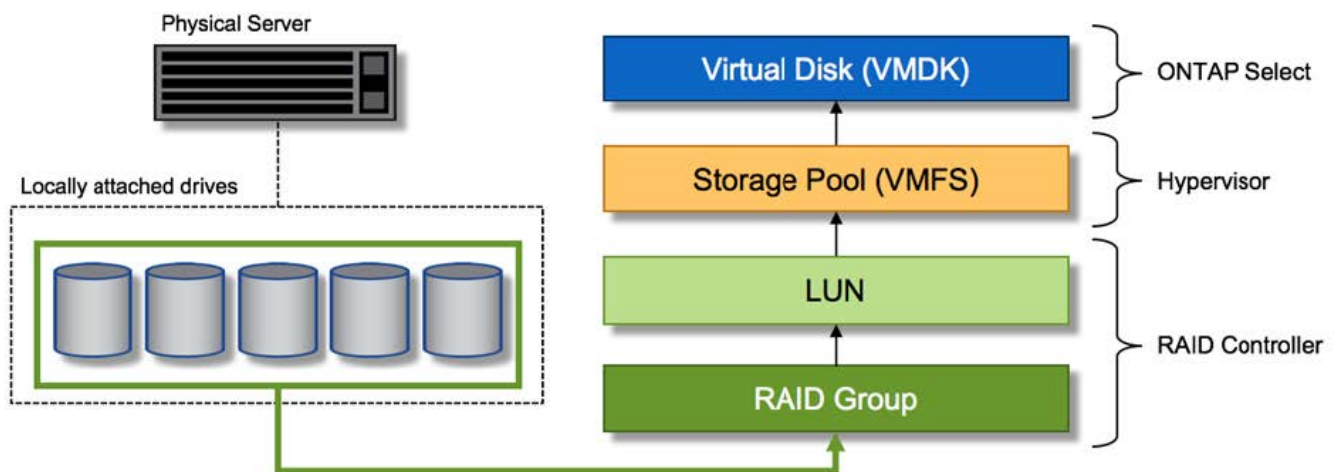 Physical Server
Locally attached drives
Virtual Disk (VMDK)
ONTAP Select
Storage Pool (VMFS)
Hypervisor
LUN
RAID Controller
RAID Group